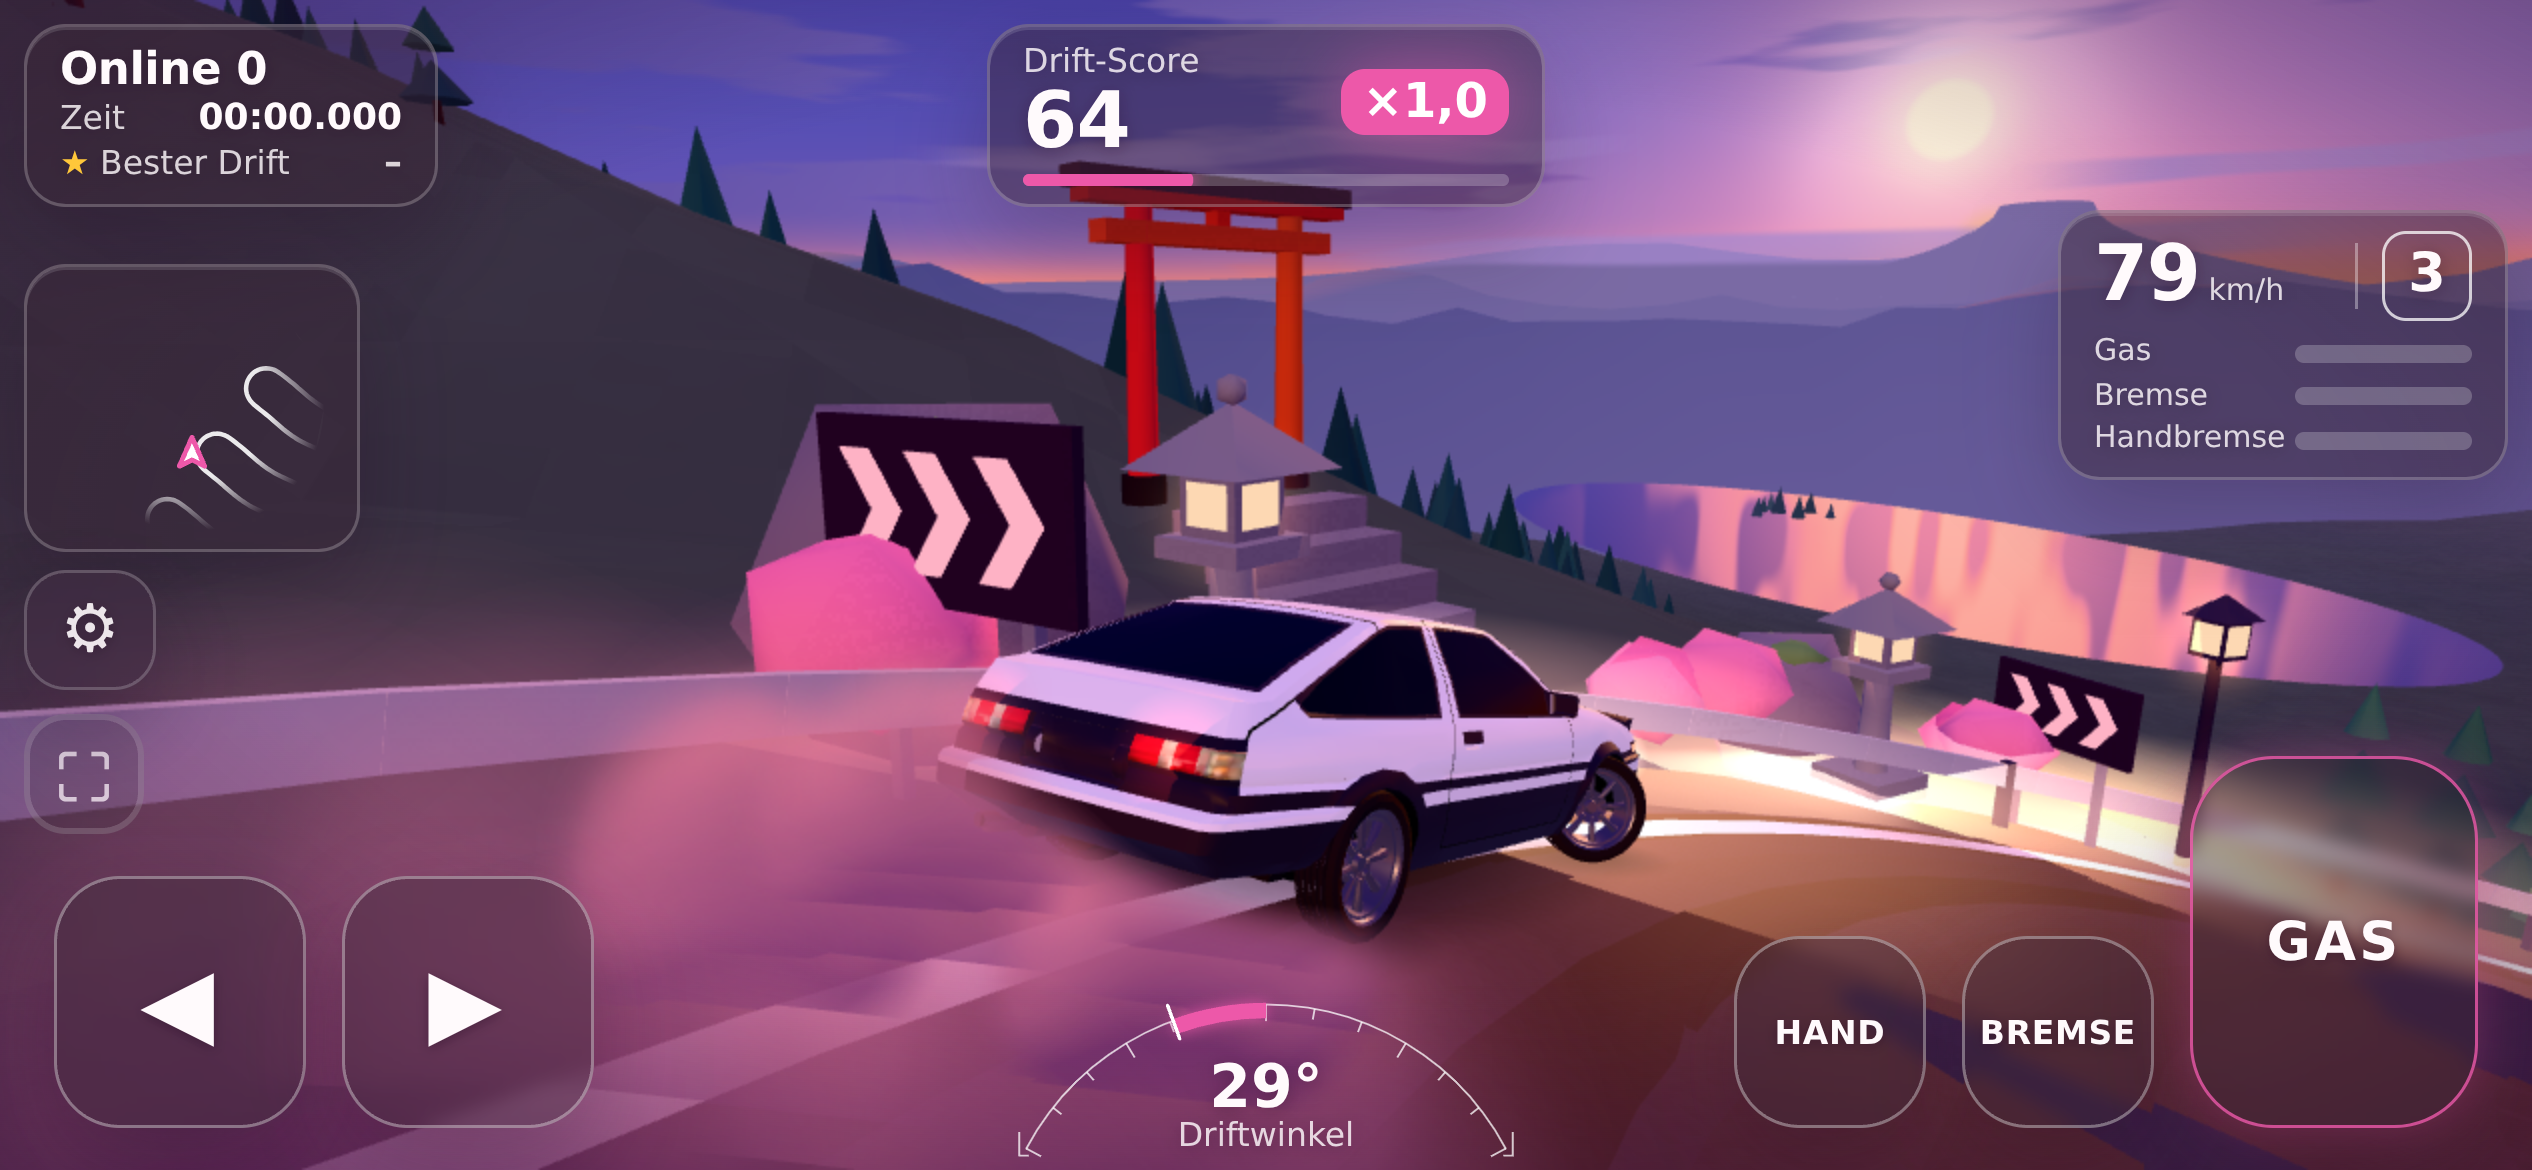 Online 0
Zeit 00:00.000
★ Bester Drift –
Drift-Score
64
×1,0
79 km/h 3
Gas
Bremse
Handbremse
GAS
HAND
BREMSE
29°
Driftwinkel